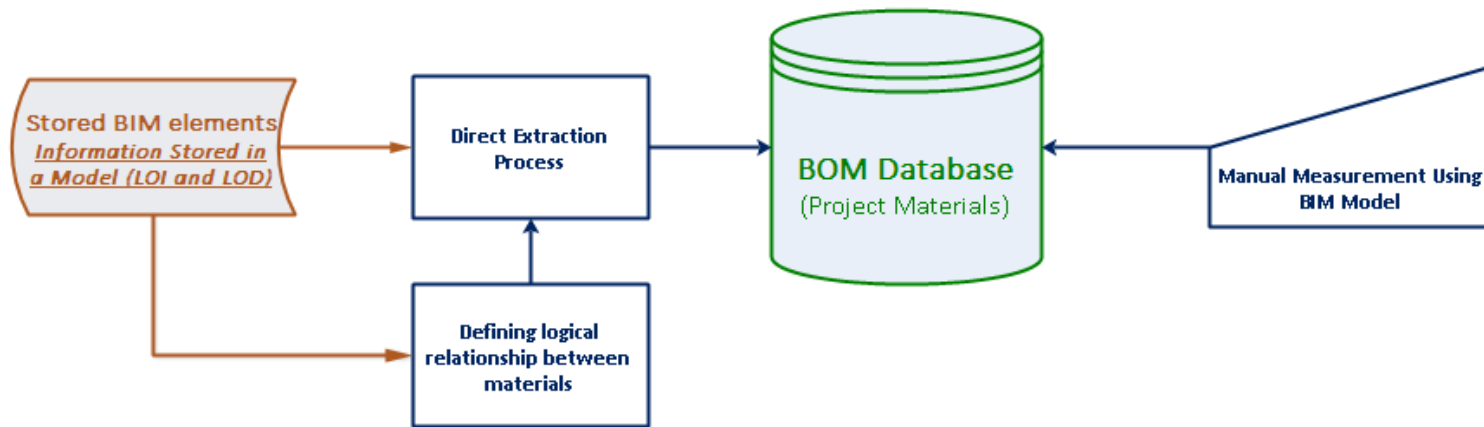 Stored BIM elements
Information Stored in
a Model (LOI and LOD)
Direct Extraction
Process
BOM Database
(Project Materials)
Manual Measurement Using
BIM Model
Defining logical
relationship between
materials